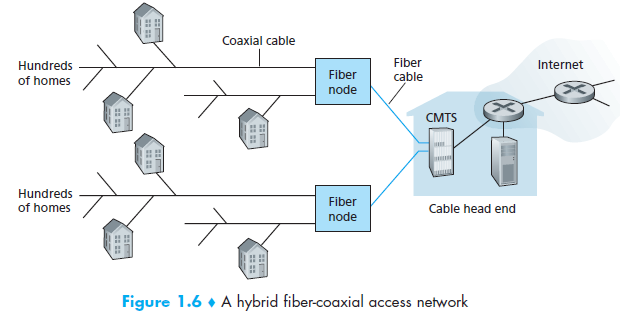 Coaxial cable
Hundreds
of homes
Fiber
node
Fiber
cable
Internet
CMTS
Hundreds
of homes
Fiber
node
Cable head end
Figure 1.6 ♦ A hybrid fiber-coaxial access network